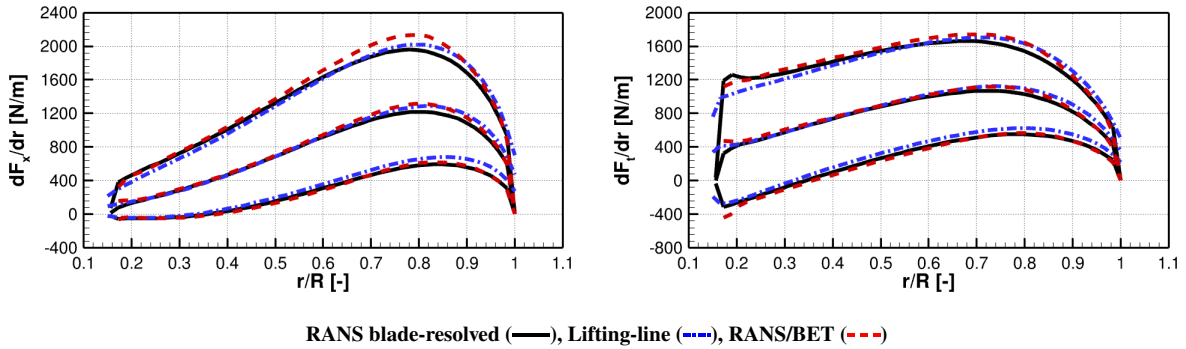 2400
2000
1600
1200
800
400
0
-400
dFx/dr [N/m]
0.1 0.2 0.3 0.4 0.5 0.6 0.7 0.8 0.9 1 1.1
r/R [-]
2000
1600
1200
800
400
0
-400
-800
dFt/dr [N/m]
0.1 0.2 0.3 0.4 0.5 0.6 0.7 0.8 0.9 1 1.1
r/R [-]
RANS blade-resolved (), Lifting-line (), RANS/BET ()